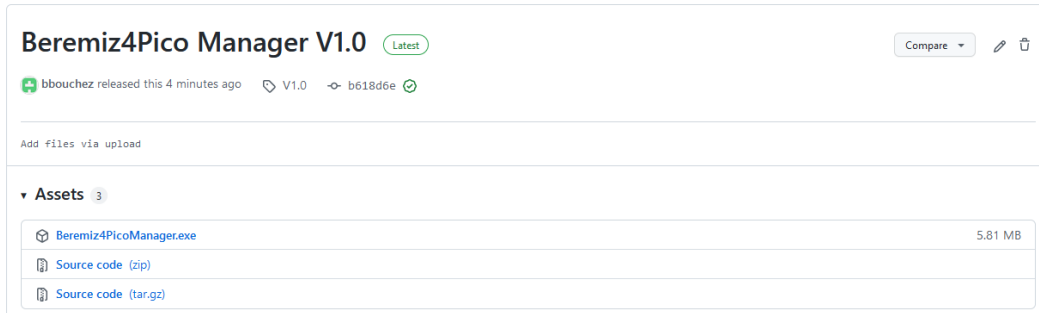 Beremiz4Pico Manager V1.0 Latest Compare
bbouchez released this 4 minutes ago V1.0 b618d6e
Add files via upload
Assets 3
Beremiz4PicoManager.exe 5.81 MB
Source code (zip)
Source code (tar.gz)